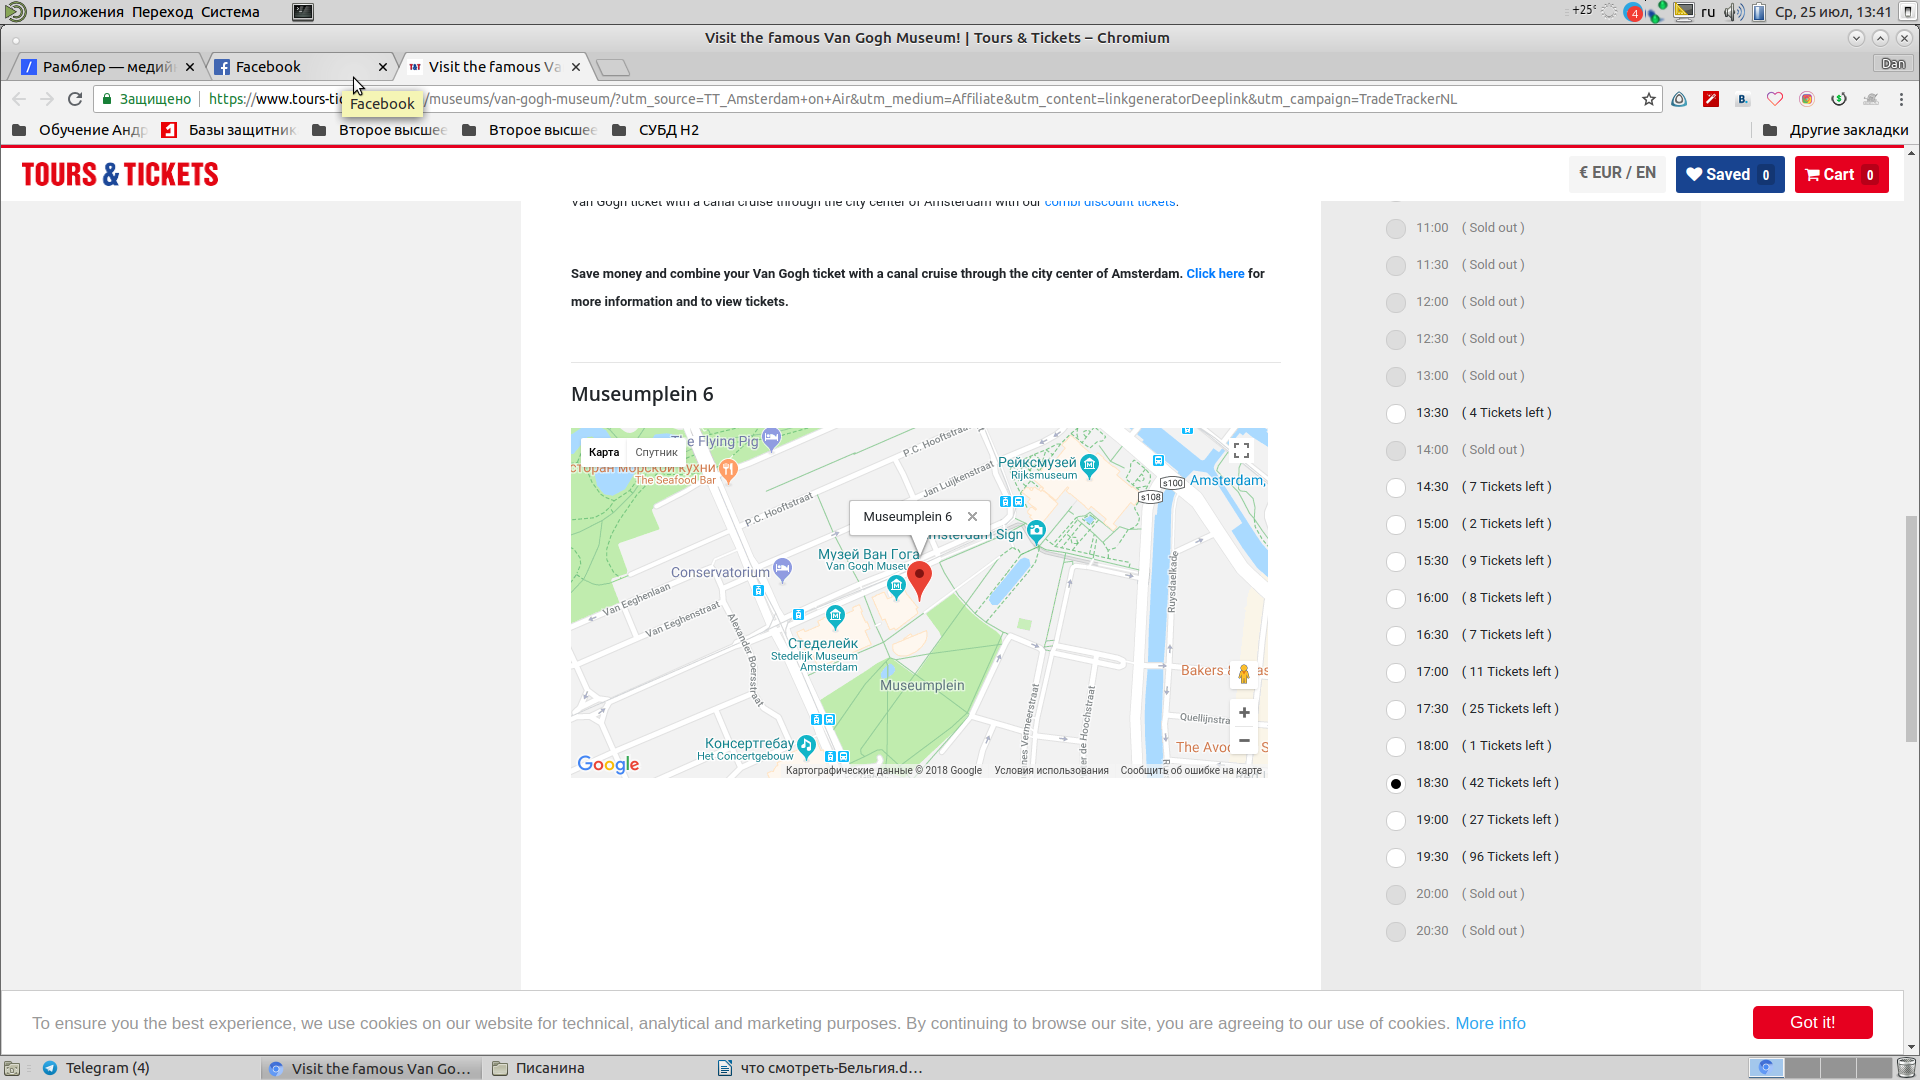 Приложения Переход Система
+25° 4 ru Ср, 25 июл, 13:41
Visit the famous Van Gogh Museum! | Tours & Tickets – Chromium
Рамблер — медий
Facebook
Visit the famous Va
Dan
Защищено
https://www.tours-tic
/museums/van-gogh-museum/?utm_source=TT_Amsterdam+on+Air&utm_medium=Affiliate&utm_content=linkgeneratorDeeplink&utm_campaign=TradeTrackerNL
Facebook
Обучение Андр
Базы защитник
Второе высшее
Второе высшее
СУБД Н2
Другие закладки
TOURS & TICKETS
€ EUR / EN
Saved 0
Cart 0
Van Gogh ticket with a canal cruise through the city center of Amsterdam with our combi discount tickets.
Save money and combine your Van Gogh ticket with a canal cruise through the city center of Amsterdam. Click here for
more information and to view tickets.
Museumplein 6
Карта Спутник
The Flying Pig
The Seafood Bar
P.C. Hooftstraat
P.C. Hooftstraat
Jan Luijkenstraat
Рейксмузей
Rijksmuseum
s100
s108
Amsterdam,
Museumplein 6
msterdam Sign
Музей Ван Гога
Van Gogh Museu
Conservatorium
Van Eeghenlaan
Van Eeghenstraat
Alexander Boersstraat
Стеделейк
Stedelijk Museum
Amsterdam
Museumplein
Ruysdaelkade
Bakers &
Quellijnstra
The Avoc
Консертгебау
Het Concertgebouw
Google
Картографические данные © 2018 Google
Условия использования
Сообщить об ошибке на карте
11:00 ( Sold out )
11:30 ( Sold out )
12:00 ( Sold out )
12:30 ( Sold out )
13:00 ( Sold out )
13:30 ( 4 Tickets left )
14:00 ( Sold out )
14:30 ( 7 Tickets left )
15:00 ( 2 Tickets left )
15:30 ( 9 Tickets left )
16:00 ( 8 Tickets left )
16:30 ( 7 Tickets left )
17:00 ( 11 Tickets left )
17:30 ( 25 Tickets left )
18:00 ( 1 Tickets left )
18:30 ( 42 Tickets left )
19:00 ( 27 Tickets left )
19:30 ( 96 Tickets left )
20:00 ( Sold out )
20:30 ( Sold out )
To ensure you the best experience, we use cookies on our website for technical, analytical and marketing purposes. By continuing to browse our site, you are agreeing to our use of cookies. More info
Got it!
Telegram (4)
Visit the famous Van Go...
Писанина
что смотреть-Бельгия.d...